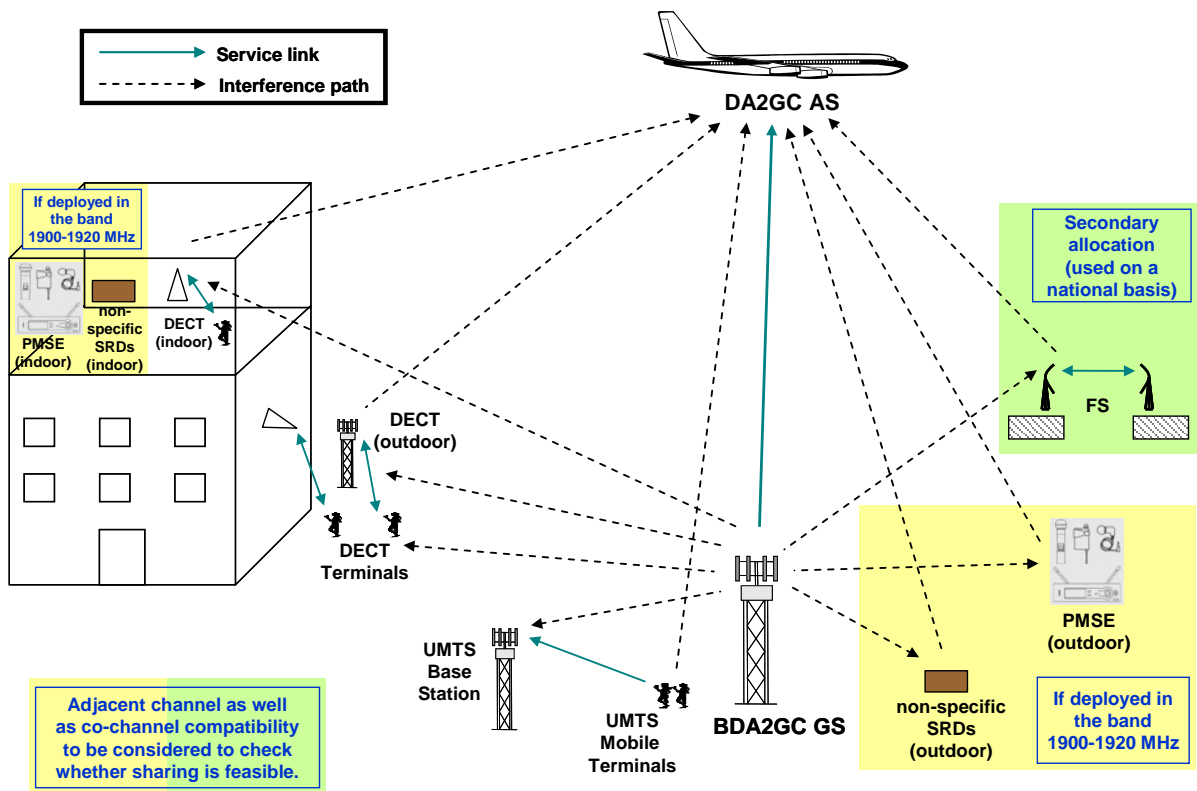 Service link
Interference path
DA2GC AS
If deployed in
the band
1900-1920 MHz
PMSE
(indoor)
non-
specific
SRDs
(indoor)
DECT
(indoor)
Secondary
allocation
(used on a
national basis)
FS
DECT
(outdoor)
DECT
Terminals
UMTS
Base
Station
UMTS
Mobile
Terminals
BDA2GC GS
PMSE
(outdoor)
non-specific
SRDs
(outdoor)
If deployed in
the band
1900-1920 MHz
Adjacent channel as well
as co-channel compatibility
to be considered to check
whether sharing is feasible.